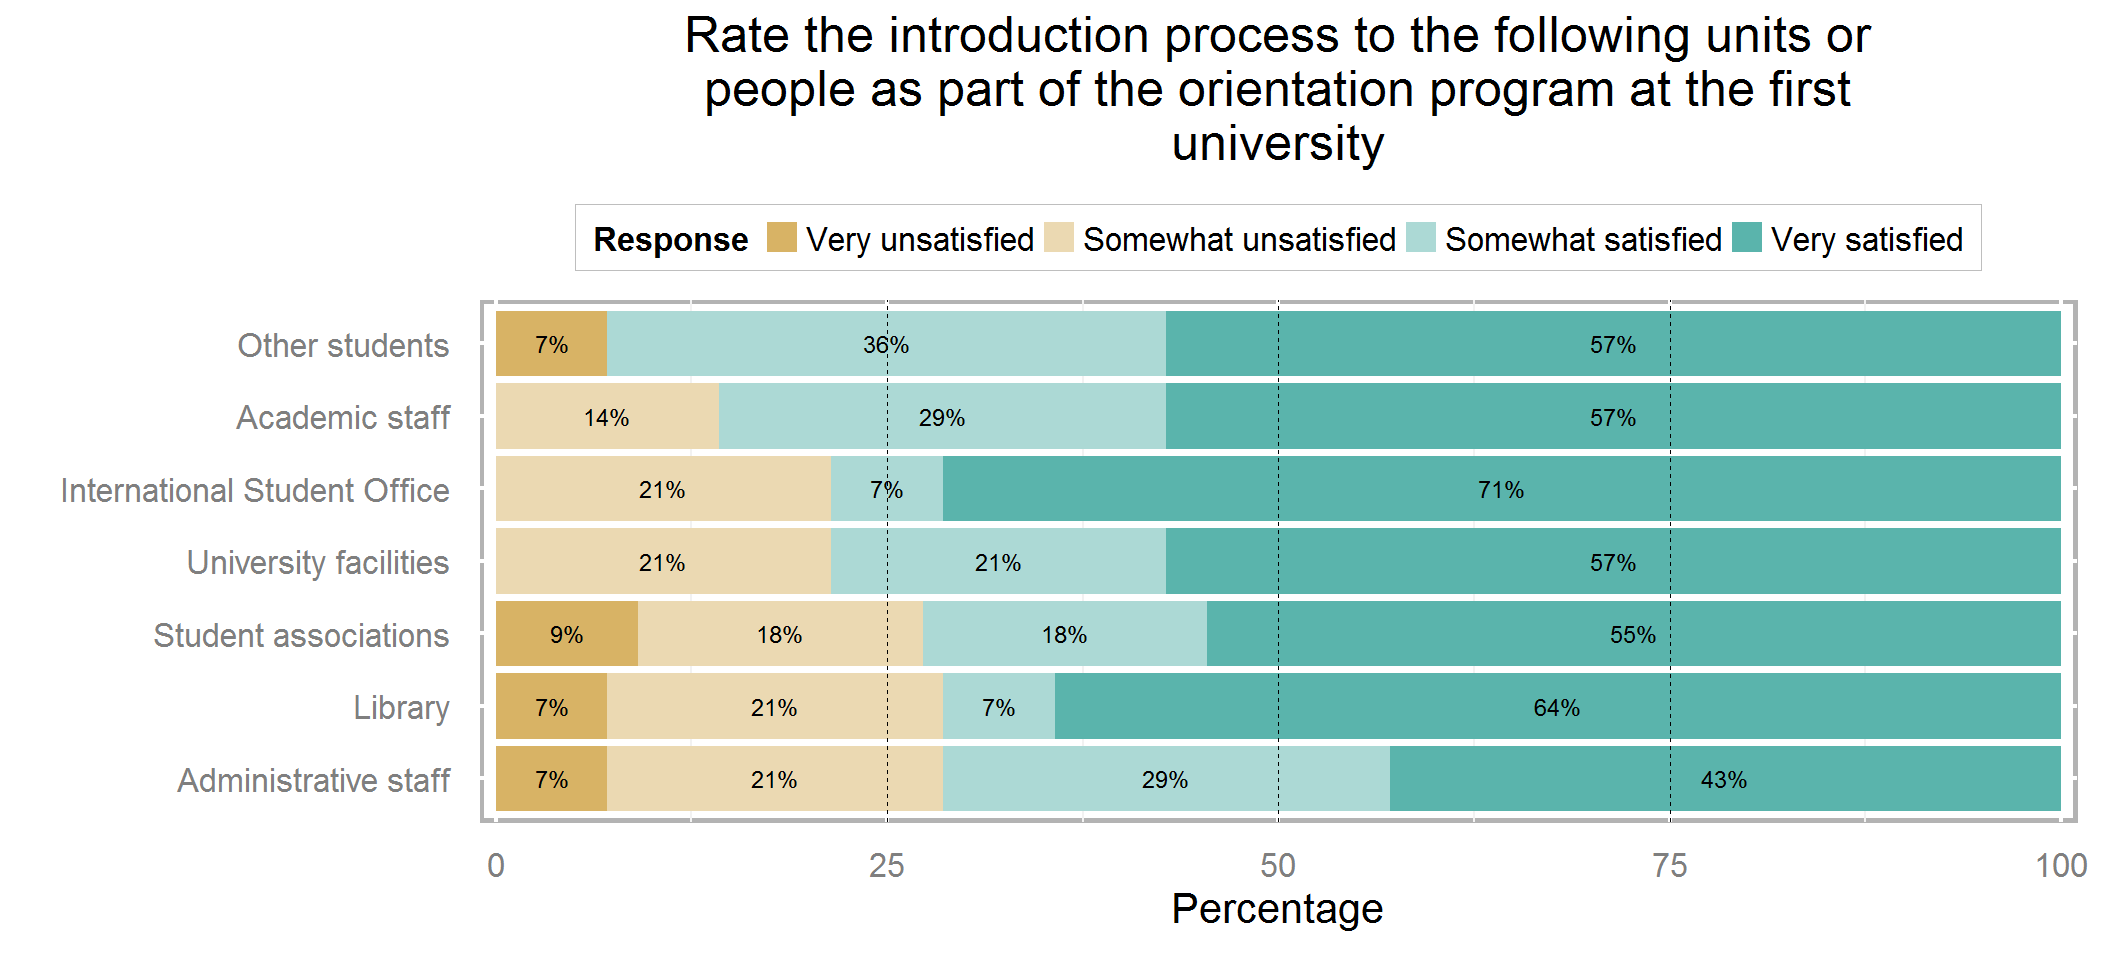 Rate the introduction process to the following units or
people as part of the orientation program at the first
university
Response Very unsatisfied Somewhat unsatisfied Somewhat satisfied Very satisfied
Other students 7% 36% 57%
Academic staff 14% 29% 57%
International Student Office 21% 7% 71%
University facilities 21% 21% 57%
Student associations 9% 18% 18% 55%
Library 7% 21% 7% 64%
Administrative staff 7% 21% 29% 43%
0 25 50 75 100
Percentage